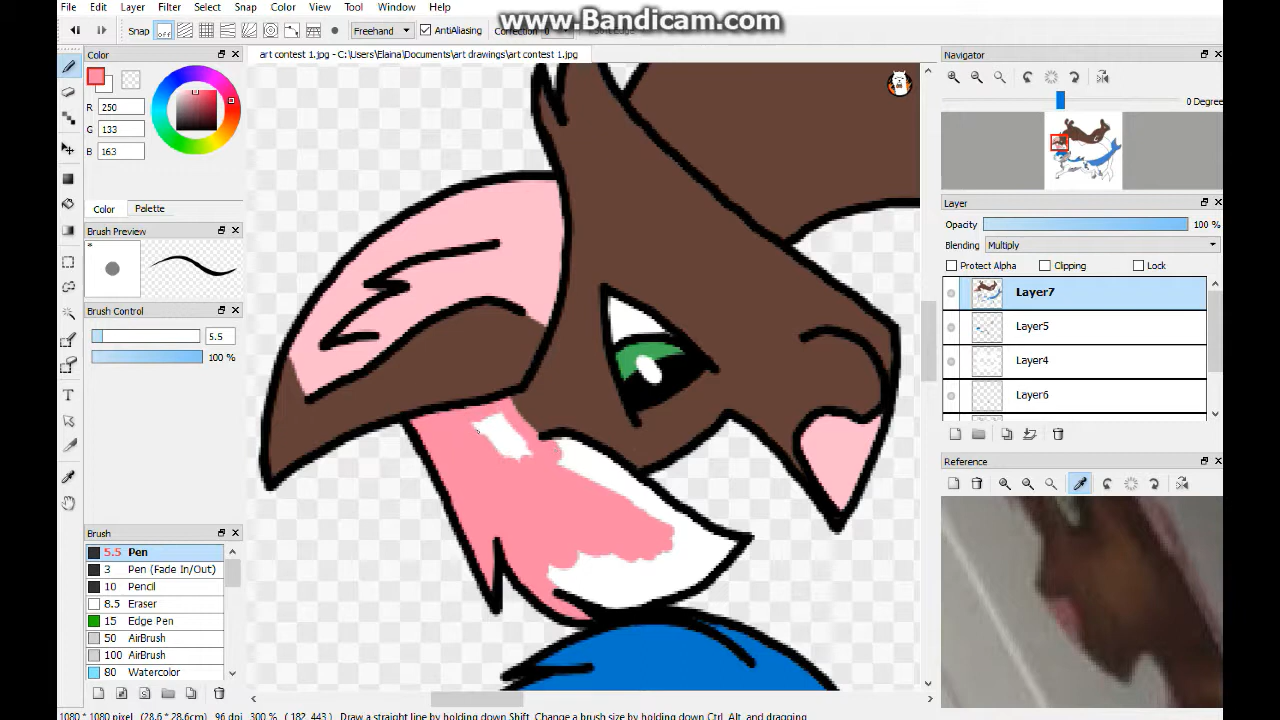 www.Bandicam.com
File Edit Layer Filter Select Snap Color View Tool Window Help
Snap off Freehand AntiAliasing Correction 0
Color
art contest 1.jpg - C:\Users\Elaina\Documents\art drawings\art contest 1.jpg
Navigator
R 250
G 133
B 163
0 Degree
Color Palette
Layer
Brush Preview
Opacity 100 %
*
Blending Multiply
Protect Alpha Clipping Lock
Layer7
Brush Control
Layer5
5.5
100 %
Layer4
Layer6
Reference
Brush
5.5 Pen
3 Pen (Fade In/Out)
10 Pencil
8.5 Eraser
15 Edge Pen
50 AirBrush
100 AirBrush
80 Watercolor
1080 * 1080 pixel (28.6 * 28.6cm) 96 dpi 300 % ( 182, 443 ) Draw a straight line by holding down Shift, Change a brush size by holding down Ctrl, Alt, and dragging